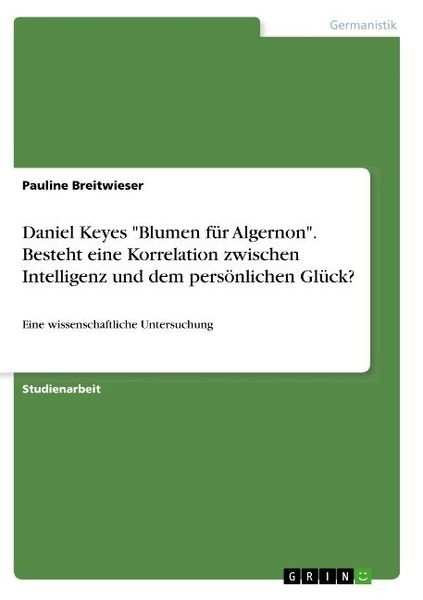 Germanistik
Pauline Breitwieser
Daniel Keyes "Blumen für Algernon".
Besteht eine Korrelation zwischen
Intelligenz und dem persönlichen Glück?
Eine wissenschaftliche Untersuchung
Studienarbeit
GRIN